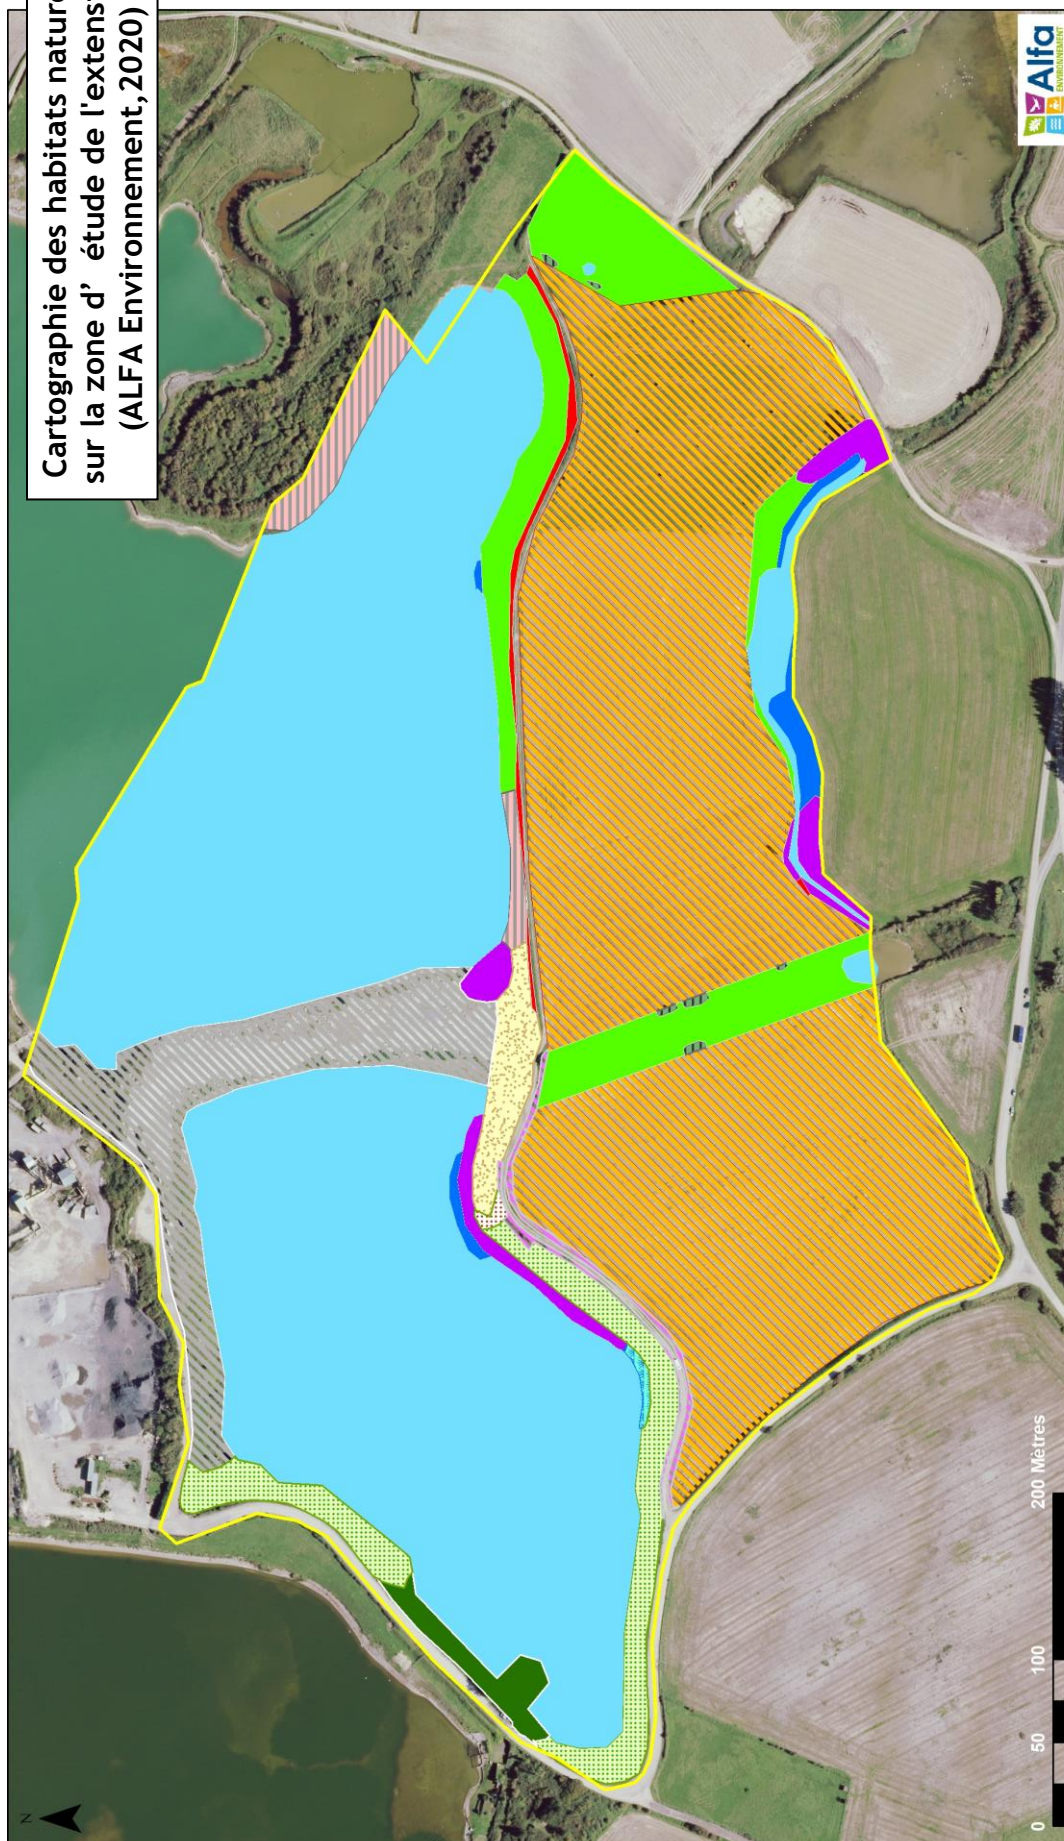 Cartographie des habitats nature
sur la zone d' étude de l'extens
(ALFA Environnement,2020)
Alfa
ENVIRONNEMENT
N
0 50 100 200 Mètres